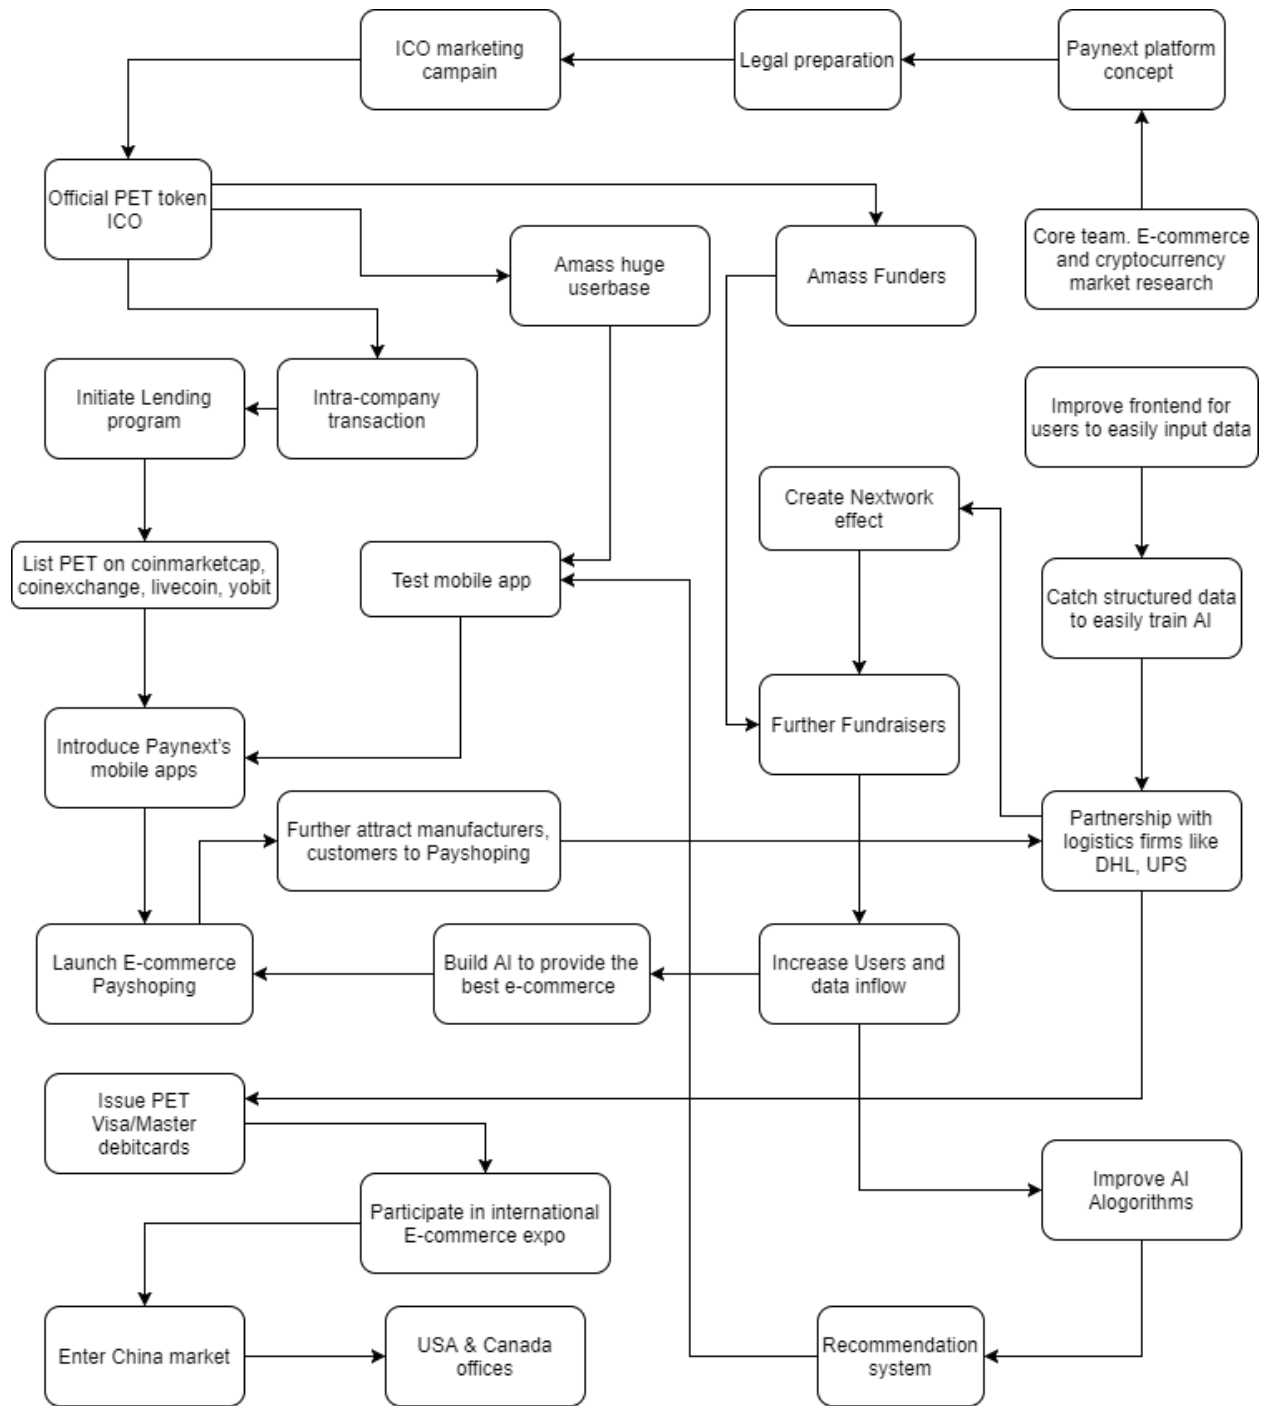 ICO marketing
campain
Legal preparation
Paynext platform
concept
Official PET token
ICO
Amass huge
userbase
Amass Funders
Core team. E-commerce
and cryptocurrency
market research
Initiate Lending
program
Intra-company
transaction
Improve frontend for
users to easily input data
Create Nextwork
effect
List PET on coinmarketcap,
coinexchange, livecoin, yobit
Test mobile app
Catch structured data
to easily train AI
Introduce Paynext's
mobile apps
Further Fundraisers
Further attract manufacturers,
customers to Payshoping
Partnership with
logistics firms like
DHL, UPS
Launch E-commerce
Payshoping
Build AI to provide the
best e-commerce
Increase Users and
data inflow
Issue PET
Visa/Master
debitcards
Participate in international
E-commerce expo
Improve AI
Alogorithms
Enter China market
USA & Canada
offices
Recommendation
system